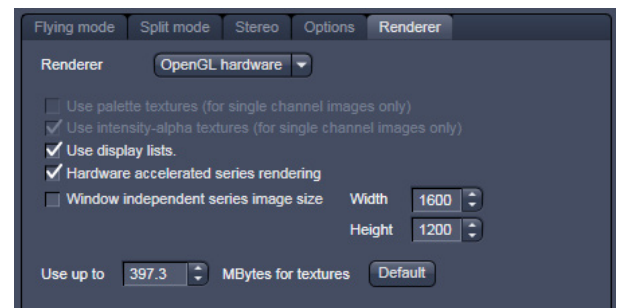 Flying mode Split mode Stereo Options Renderer
Renderer OpenGL hardware
Use palette textures (for single channel images only)
Use intensity-alpha textures (for single channel images only)
Use display lists.
Hardware accelerated series rendering
Window independent series image size Width 1600
Height 1200
Use up to 397.3 MBytes for textures Default